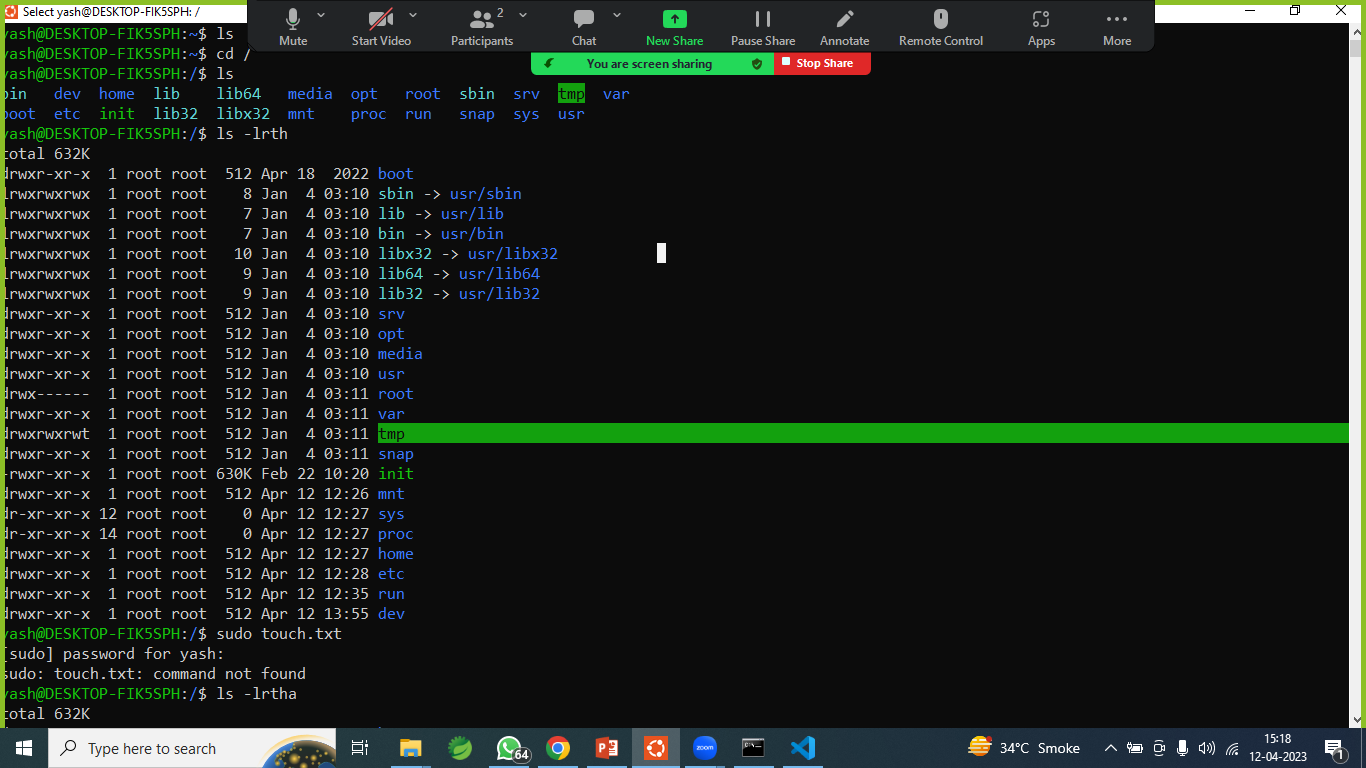 Select yash@DESKTOP-FIK5SPH: /
Mute
Start Video
2
Participants
Chat
New Share
Pause Share
Annotate
Remote Control
Apps
More
You are screen sharing
Stop Share
yash@DESKTOP-FIK5SPH:~$ ls
yash@DESKTOP-FIK5SPH:~$ cd /
yash@DESKTOP-FIK5SPH:/$ ls
bin dev home lib lib64 media opt root sbin srv tmp var
boot etc init lib32 libx32 mnt proc run snap sys usr
yash@DESKTOP-FIK5SPH:/$ ls -lrth
total 632K
drwxr-xr-x 1 root root 512 Apr 18 2022 boot
lrwxrwxrwx 1 root root 8 Jan 4 03:10 sbin -> usr/sbin
lrwxrwxrwx 1 root root 7 Jan 4 03:10 lib -> usr/lib
lrwxrwxrwx 1 root root 7 Jan 4 03:10 bin -> usr/bin
lrwxrwxrwx 1 root root 10 Jan 4 03:10 libx32 -> usr/libx32
lrwxrwxrwx 1 root root 9 Jan 4 03:10 lib64 -> usr/lib64
lrwxrwxrwx 1 root root 9 Jan 4 03:10 lib32 -> usr/lib32
drwxr-xr-x 1 root root 512 Jan 4 03:10 srv
drwxr-xr-x 1 root root 512 Jan 4 03:10 opt
drwxr-xr-x 1 root root 512 Jan 4 03:10 media
drwxr-xr-x 1 root root 512 Jan 4 03:10 usr
drwx------ 1 root root 512 Jan 4 03:11 root
drwxr-xr-x 1 root root 512 Jan 4 03:11 var
drwxrwxrwt 1 root root 512 Jan 4 03:11 tmp
drwxr-xr-x 1 root root 512 Jan 4 03:11 snap
-rwxr-xr-x 1 root root 630K Feb 22 10:20 init
drwxr-xr-x 1 root root 512 Apr 12 12:26 mnt
dr-xr-xr-x 12 root root 0 Apr 12 12:27 sys
dr-xr-xr-x 14 root root 0 Apr 12 12:27 proc
drwxr-xr-x 1 root root 512 Apr 12 12:27 home
drwxr-xr-x 1 root root 512 Apr 12 12:28 etc
drwxr-xr-x 1 root root 512 Apr 12 12:35 run
drwxr-xr-x 1 root root 512 Apr 12 13:55 dev
yash@DESKTOP-FIK5SPH:/$ sudo touch.txt
[sudo] password for yash:
sudo: touch.txt: command not found
yash@DESKTOP-FIK5SPH:/$ ls -lrtha
total 632K
Type here to search
64
zoom
34°C Smoke
15:18
12-04-2023
1